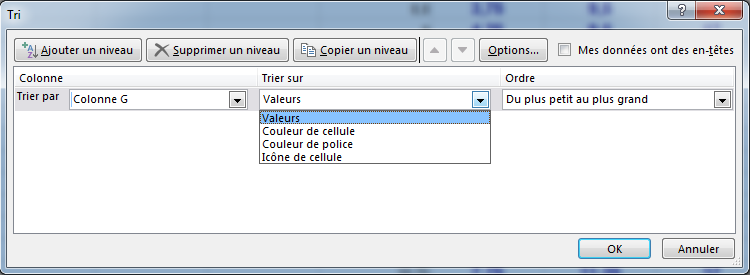 Tri
Ajouter un niveau Supprimer un niveau Copier un niveau Options... Mes données ont des en-têtes
Colonne Trier sur Ordre
Trier par Colonne G Valeurs Du plus petit au plus grand
Valeurs
Couleur de cellule
Couleur de police
Icône de cellule
OK Annuler